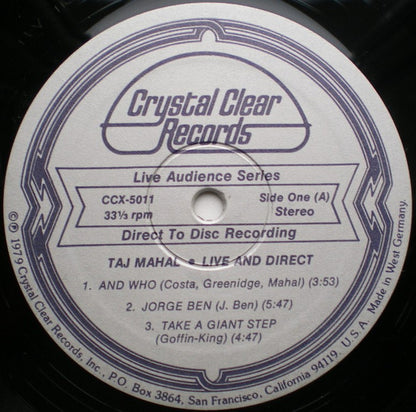 Crystal Clear
Records
Live Audience Series
CCX-5011
33⅓ rpm
Side One (A)
Stereo
Direct To Disc Recording
TAJ MAHAL • LIVE AND DIRECT
1. AND WHO (Costa, Greenidge, Mahal) (3:53)
2. JORGE BEN (J. Ben) (5:47)
3. TAKE A GIANT STEP
(Goffin-King) (4:47)
© ℗ 1979 Crystal Clear Records, Inc., P.O. Box 3864, San Francisco, California 94119. U.S.A. Made in West Germany.